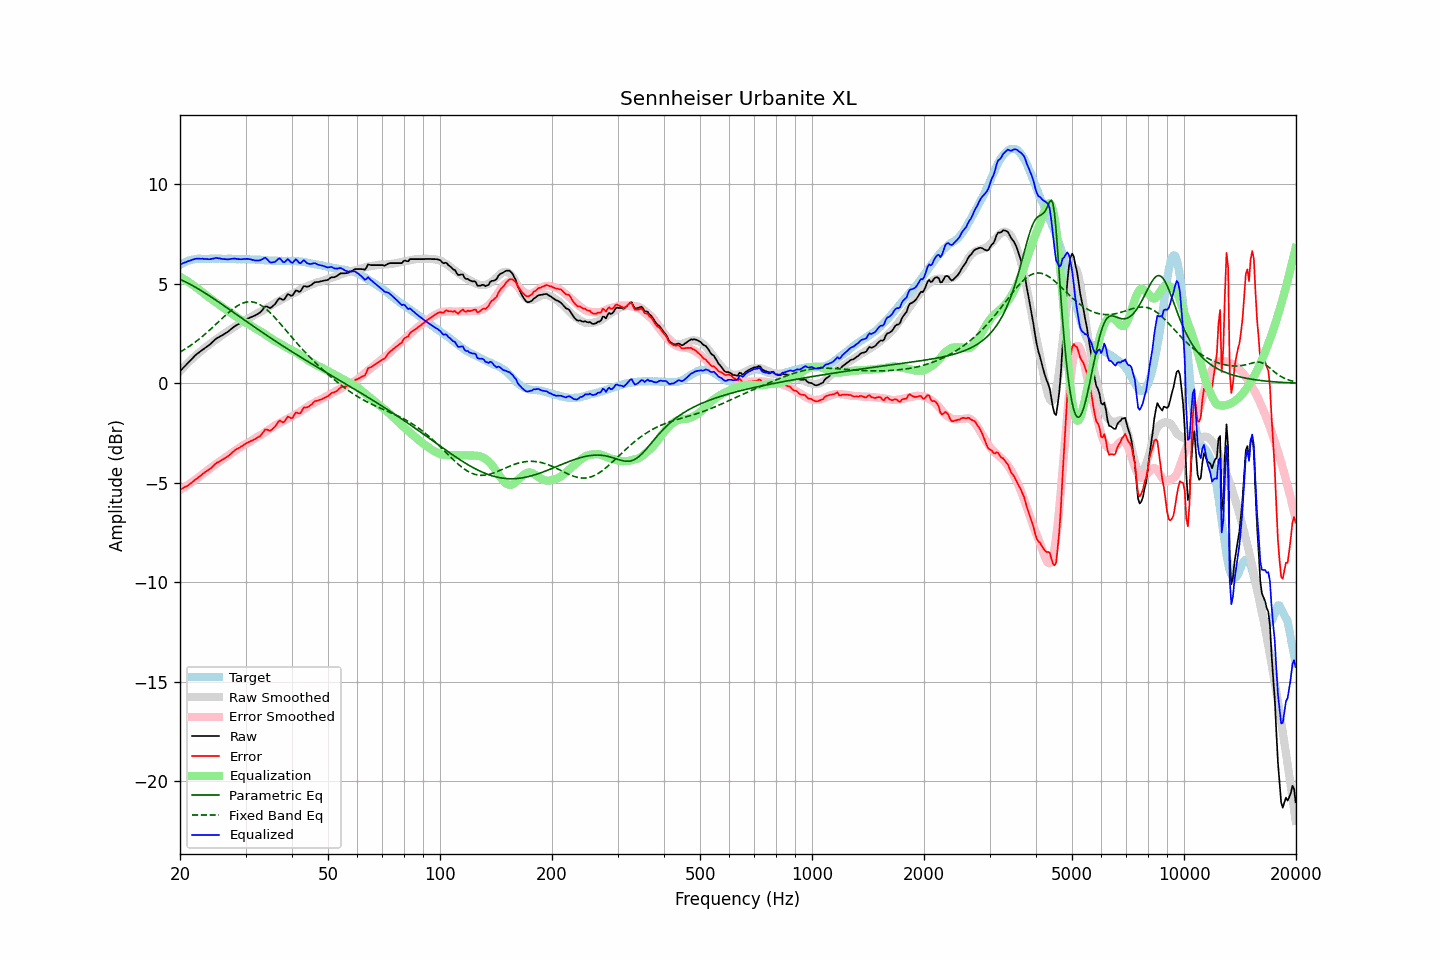 Sennheiser Urbanite XL
Amplitude (dBr)
10
5
0
−5
−10
−15
−20
Target
Raw Smoothed
Error Smoothed
Raw
Error
Equalization
Parametric Eq
Fixed Band Eq
Equalized
20 50 100 200 500 1000 2000 5000 10000 20000
Frequency (Hz)